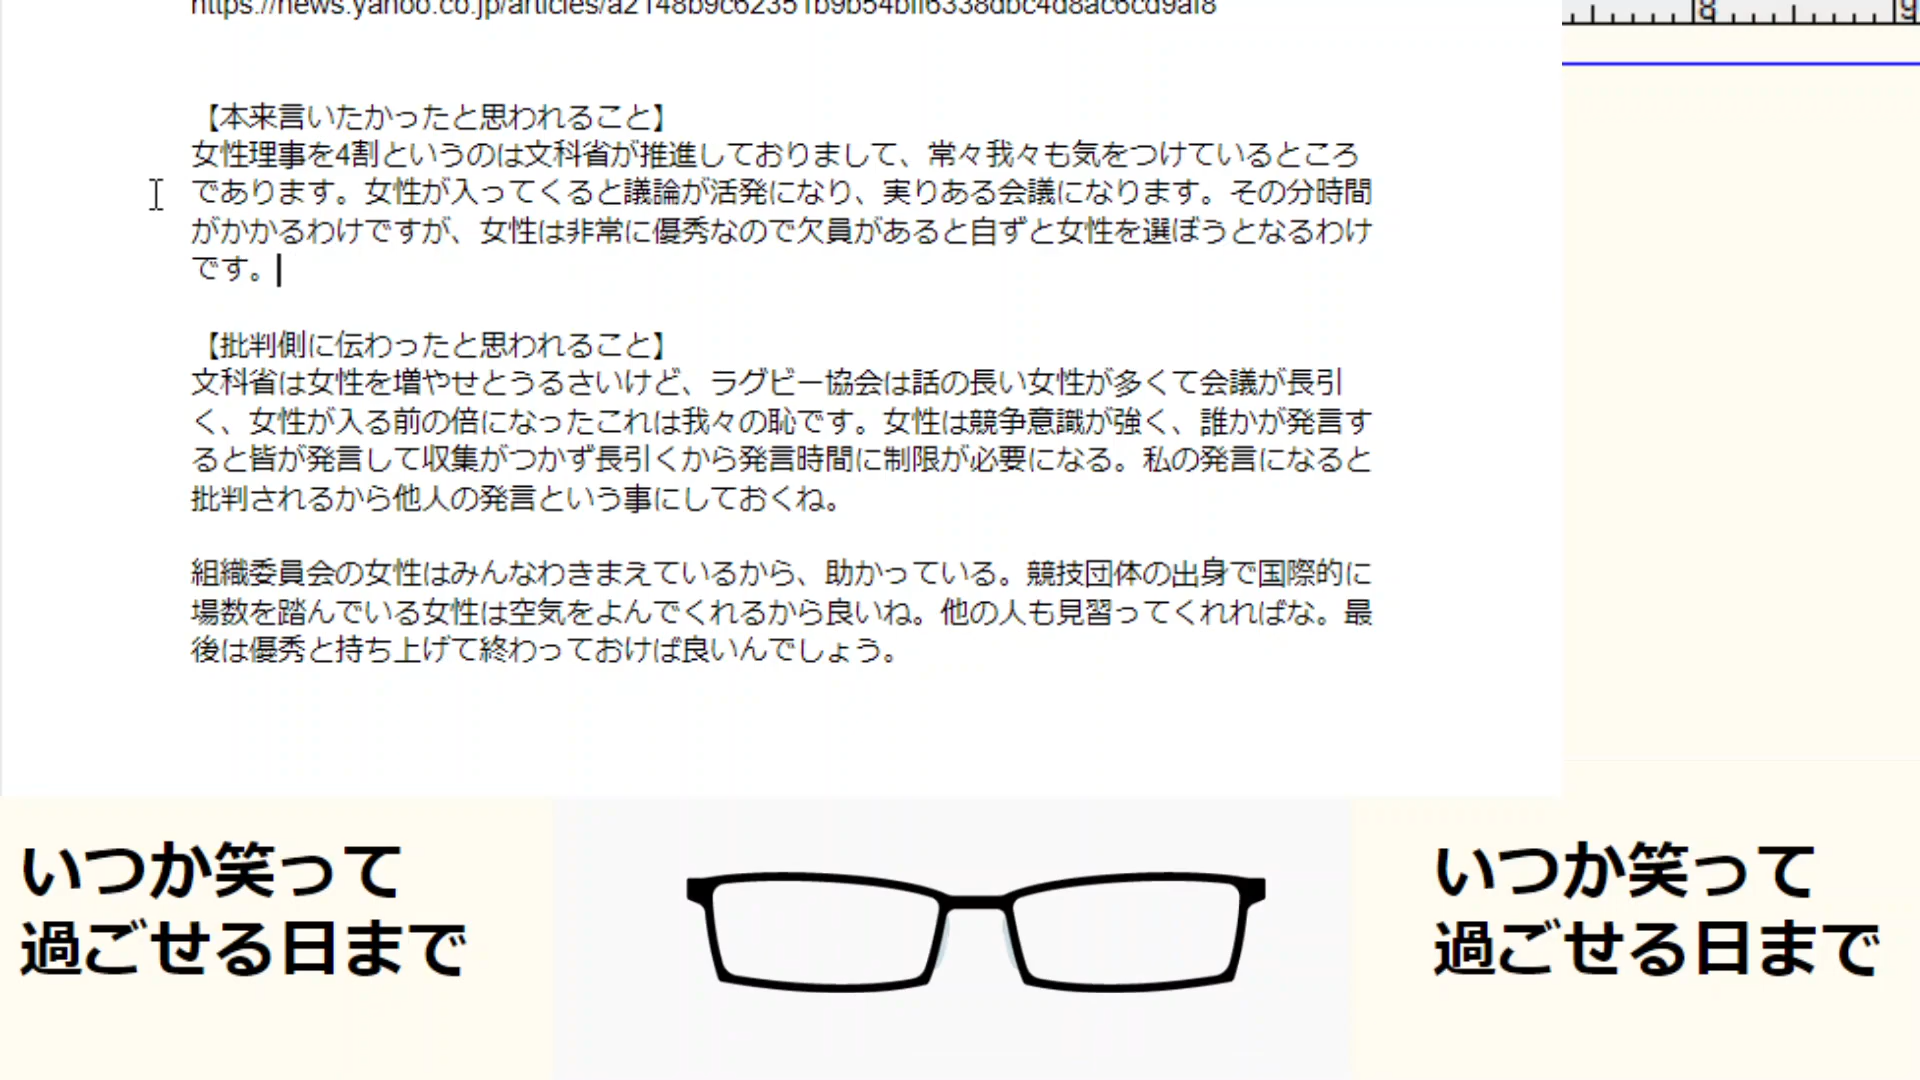 https://news.yahoo.co.jp/articles/
8
9
【本来言いたかったと思われること】
女性理事を4割というのは文科省が推進しておりまして、常々我々も気をつけているところ
であります。女性が入ってくると議論が活発になり、実りある会議になります。その分時間
がかかるわけですが、女性は非常に優秀なので欠員があると自ずと女性を選ぼうとなるわけ
です。
【批判側に伝わったと思われること】
文科省は女性を増やせとうるさいけど、ラグビー協会は話の長い女性が多くて会議が長引
く、女性が入る前の倍になったこれは我々の恥です。女性は競争意識が強く、誰かが発言す
ると皆が発言して収集がつかず長引くから発言時間に制限が必要になる。私の発言になると
批判されるから他人の発言という事にしておくね。
組織委員会の女性はみんなわきまえているから、助かっている。競技団体の出身で国際的に
場数を踏んでいる女性は空気をよんでくれるから良いね。他の人も見習ってくれればな。最
後は優秀と持ち上げて終わっておけば良いんでしょう。
いつか笑って
過ごせる日まで
いつか笑って
過ごせる日まで